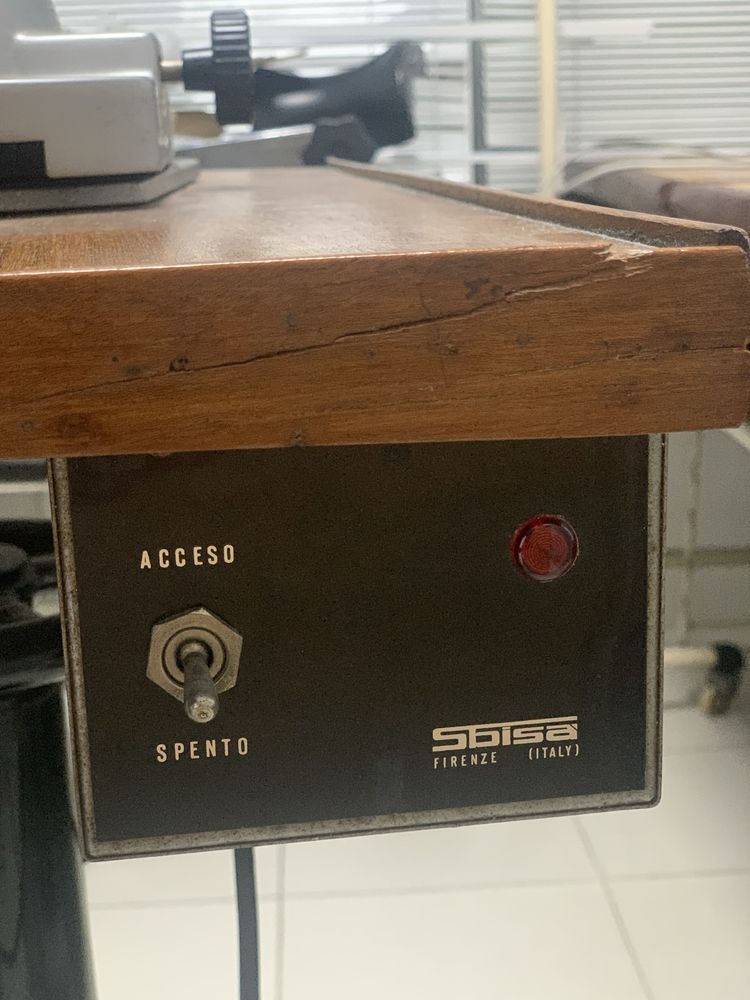 ACCESO
SPENTO
Sbisà
FIRENZE (ITALY)